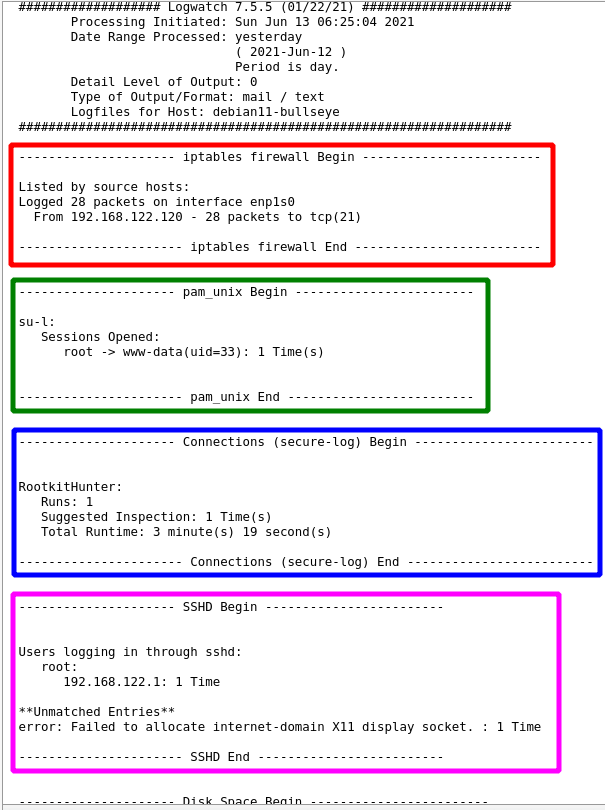 ################### Logwatch 7.5.5 (01/22/21) ####################
Processing Initiated: Sun Jun 13 06:25:04 2021
Date Range Processed: yesterday
( 2021-Jun-12 )
Period is day.
Detail Level of Output: 0
Type of Output/Format: mail / text
Logfiles for Host: debian11-bullseye
##################################################################
--------------------- iptables firewall Begin ------------------------
Listed by source hosts:
Logged 28 packets on interface enp1s0
From 192.168.122.120 - 28 packets to tcp(21)
---------------------- iptables firewall End -------------------------
--------------------- pam_unix Begin ------------------------
su-l:
Sessions Opened:
root -> www-data(uid=33): 1 Time(s)
---------------------- pam_unix End -------------------------
--------------------- Connections (secure-log) Begin ------------------------
RootkitHunter:
Runs: 1
Suggested Inspection: 1 Time(s)
Total Runtime: 3 minute(s) 19 second(s)
---------------------- Connections (secure-log) End -------------------------
--------------------- SSHD Begin ------------------------
Users logging in through sshd:
root:
192.168.122.1: 1 Time
**Unmatched Entries**
error: Failed to allocate internet-domain X11 display socket. : 1 Time
---------------------- SSHD End -------------------------
--------------------- Disk Space Begin ------------------------